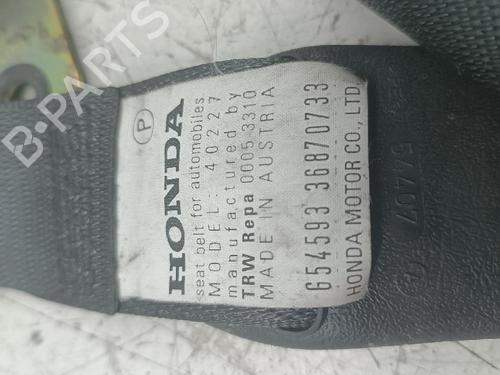 HONDA
P
seat belt for automobiles
MODEL: 40227
manufactured by
TRW Repa 0005 3310
MADE IN AUSTRIA
654593 36870733
HONDA MOTOR CO., LTD.
B-PARTS